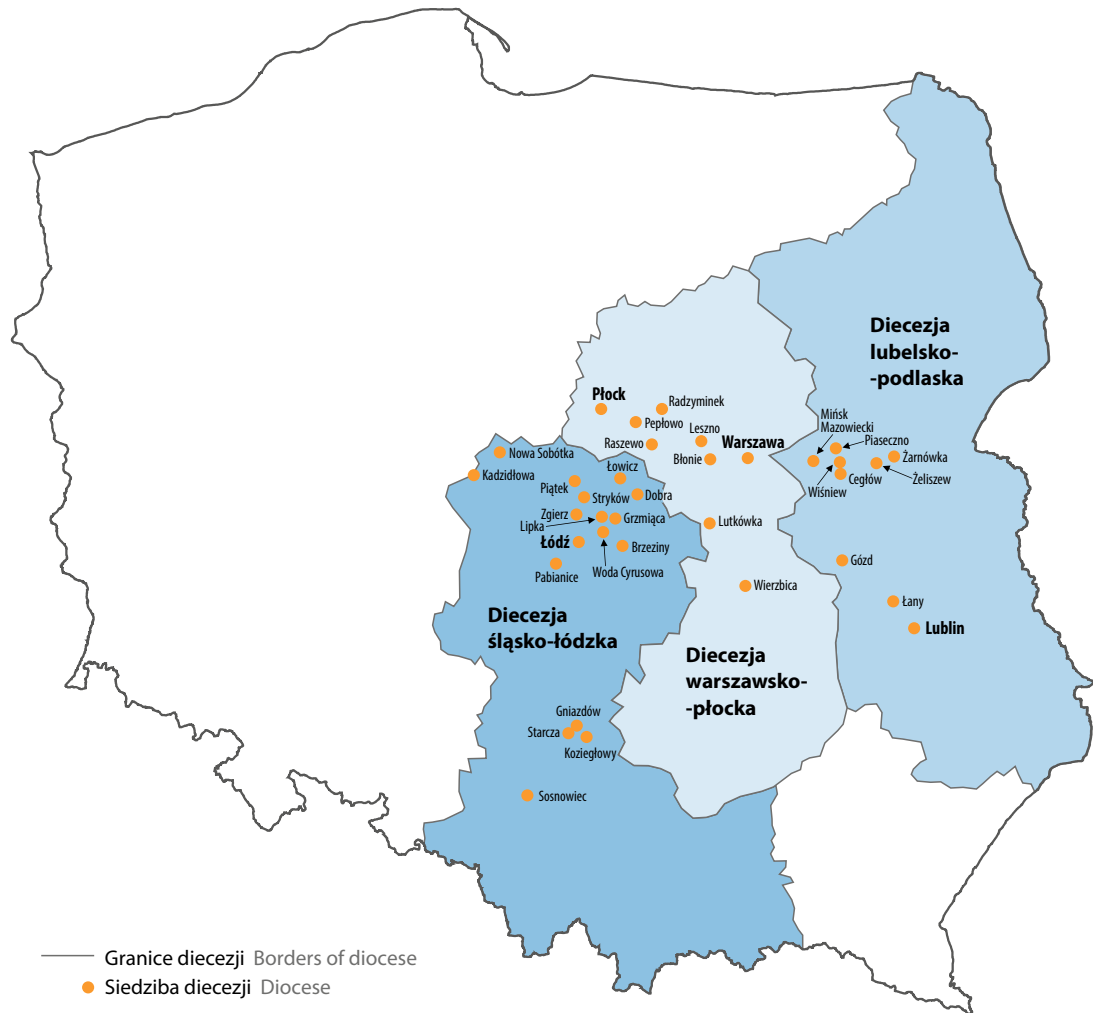 Diecezja
lubelsko-
-podlaska
Płock
Radzyminek
Pepłowo
Leszno
Raszewo
Warszawa
Błonie
Mińsk
Mazowiecki
Piaseczno
Żarnówka
Cegłów
Żeliszew
Wiśniew
Nowa Sobótka
Kadzidłowa
Łowicz
Piątek
Stryków
Dobra
Zgierz
Lipka
Grzmiąca
Łódź
Brzeziny
Woda Cyrusowa
Pabianice
Lutkówka
Wierzbica
Gózd
Łany
Lublin
Diecezja
śląsko-łódzka
Diecezja
warszawsko-
-płocka
Gniazdów
Starcza
Koziegłowy
Sosnowiec
Granice diecezji Borders of diocese
Siedziba diecezji Diocese